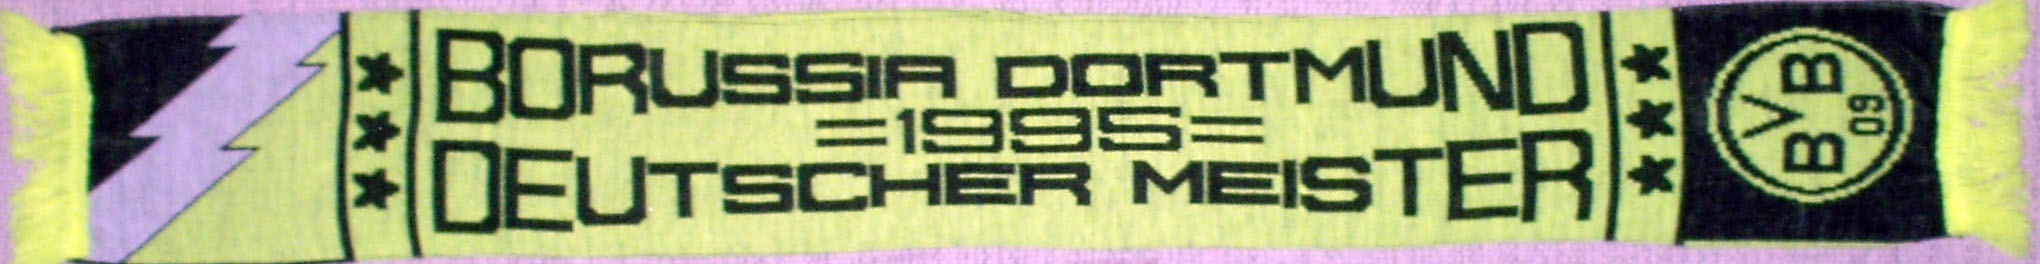 BORUSSIA DORTMUND
=1995=
DEUTSCHER MEISTER
BVB
09